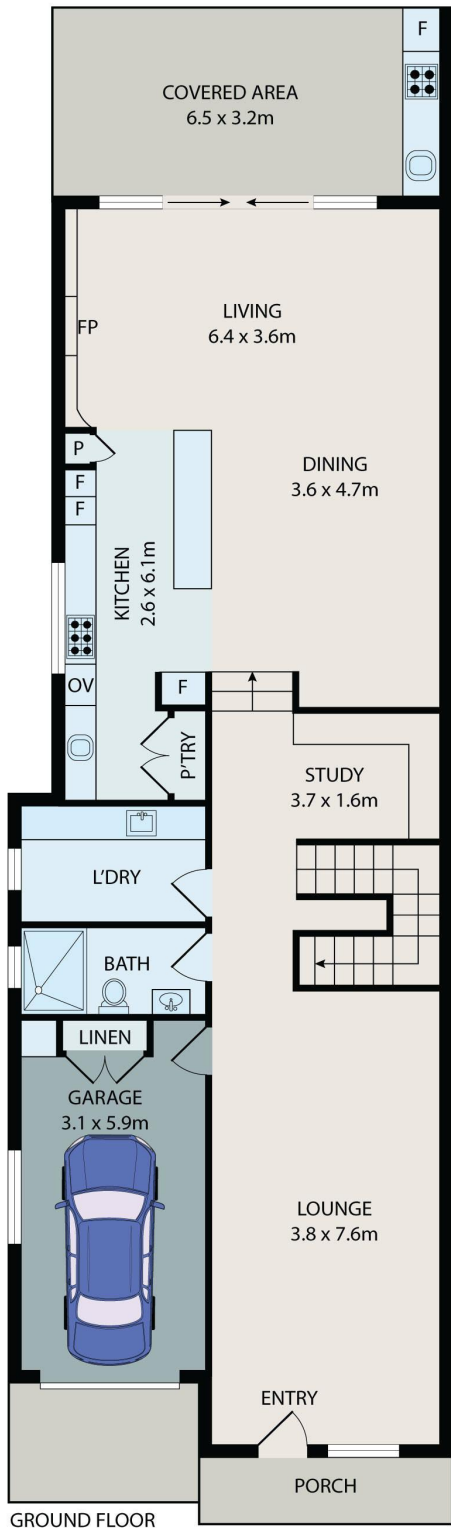 F
COVERED AREA
6.5 x 3.2m
LIVING
6.4 x 3.6m
FP
P
DINING
3.6 x 4.7m
F
F
KITCHEN
2.6 x 6.1m
OV
F
P'TRY
STUDY
3.7 x 1.6m
L'DRY
BATH
LINEN
GARAGE
3.1 x 5.9m
LOUNGE
3.8 x 7.6m
ENTRY
PORCH
GROUND FLOOR